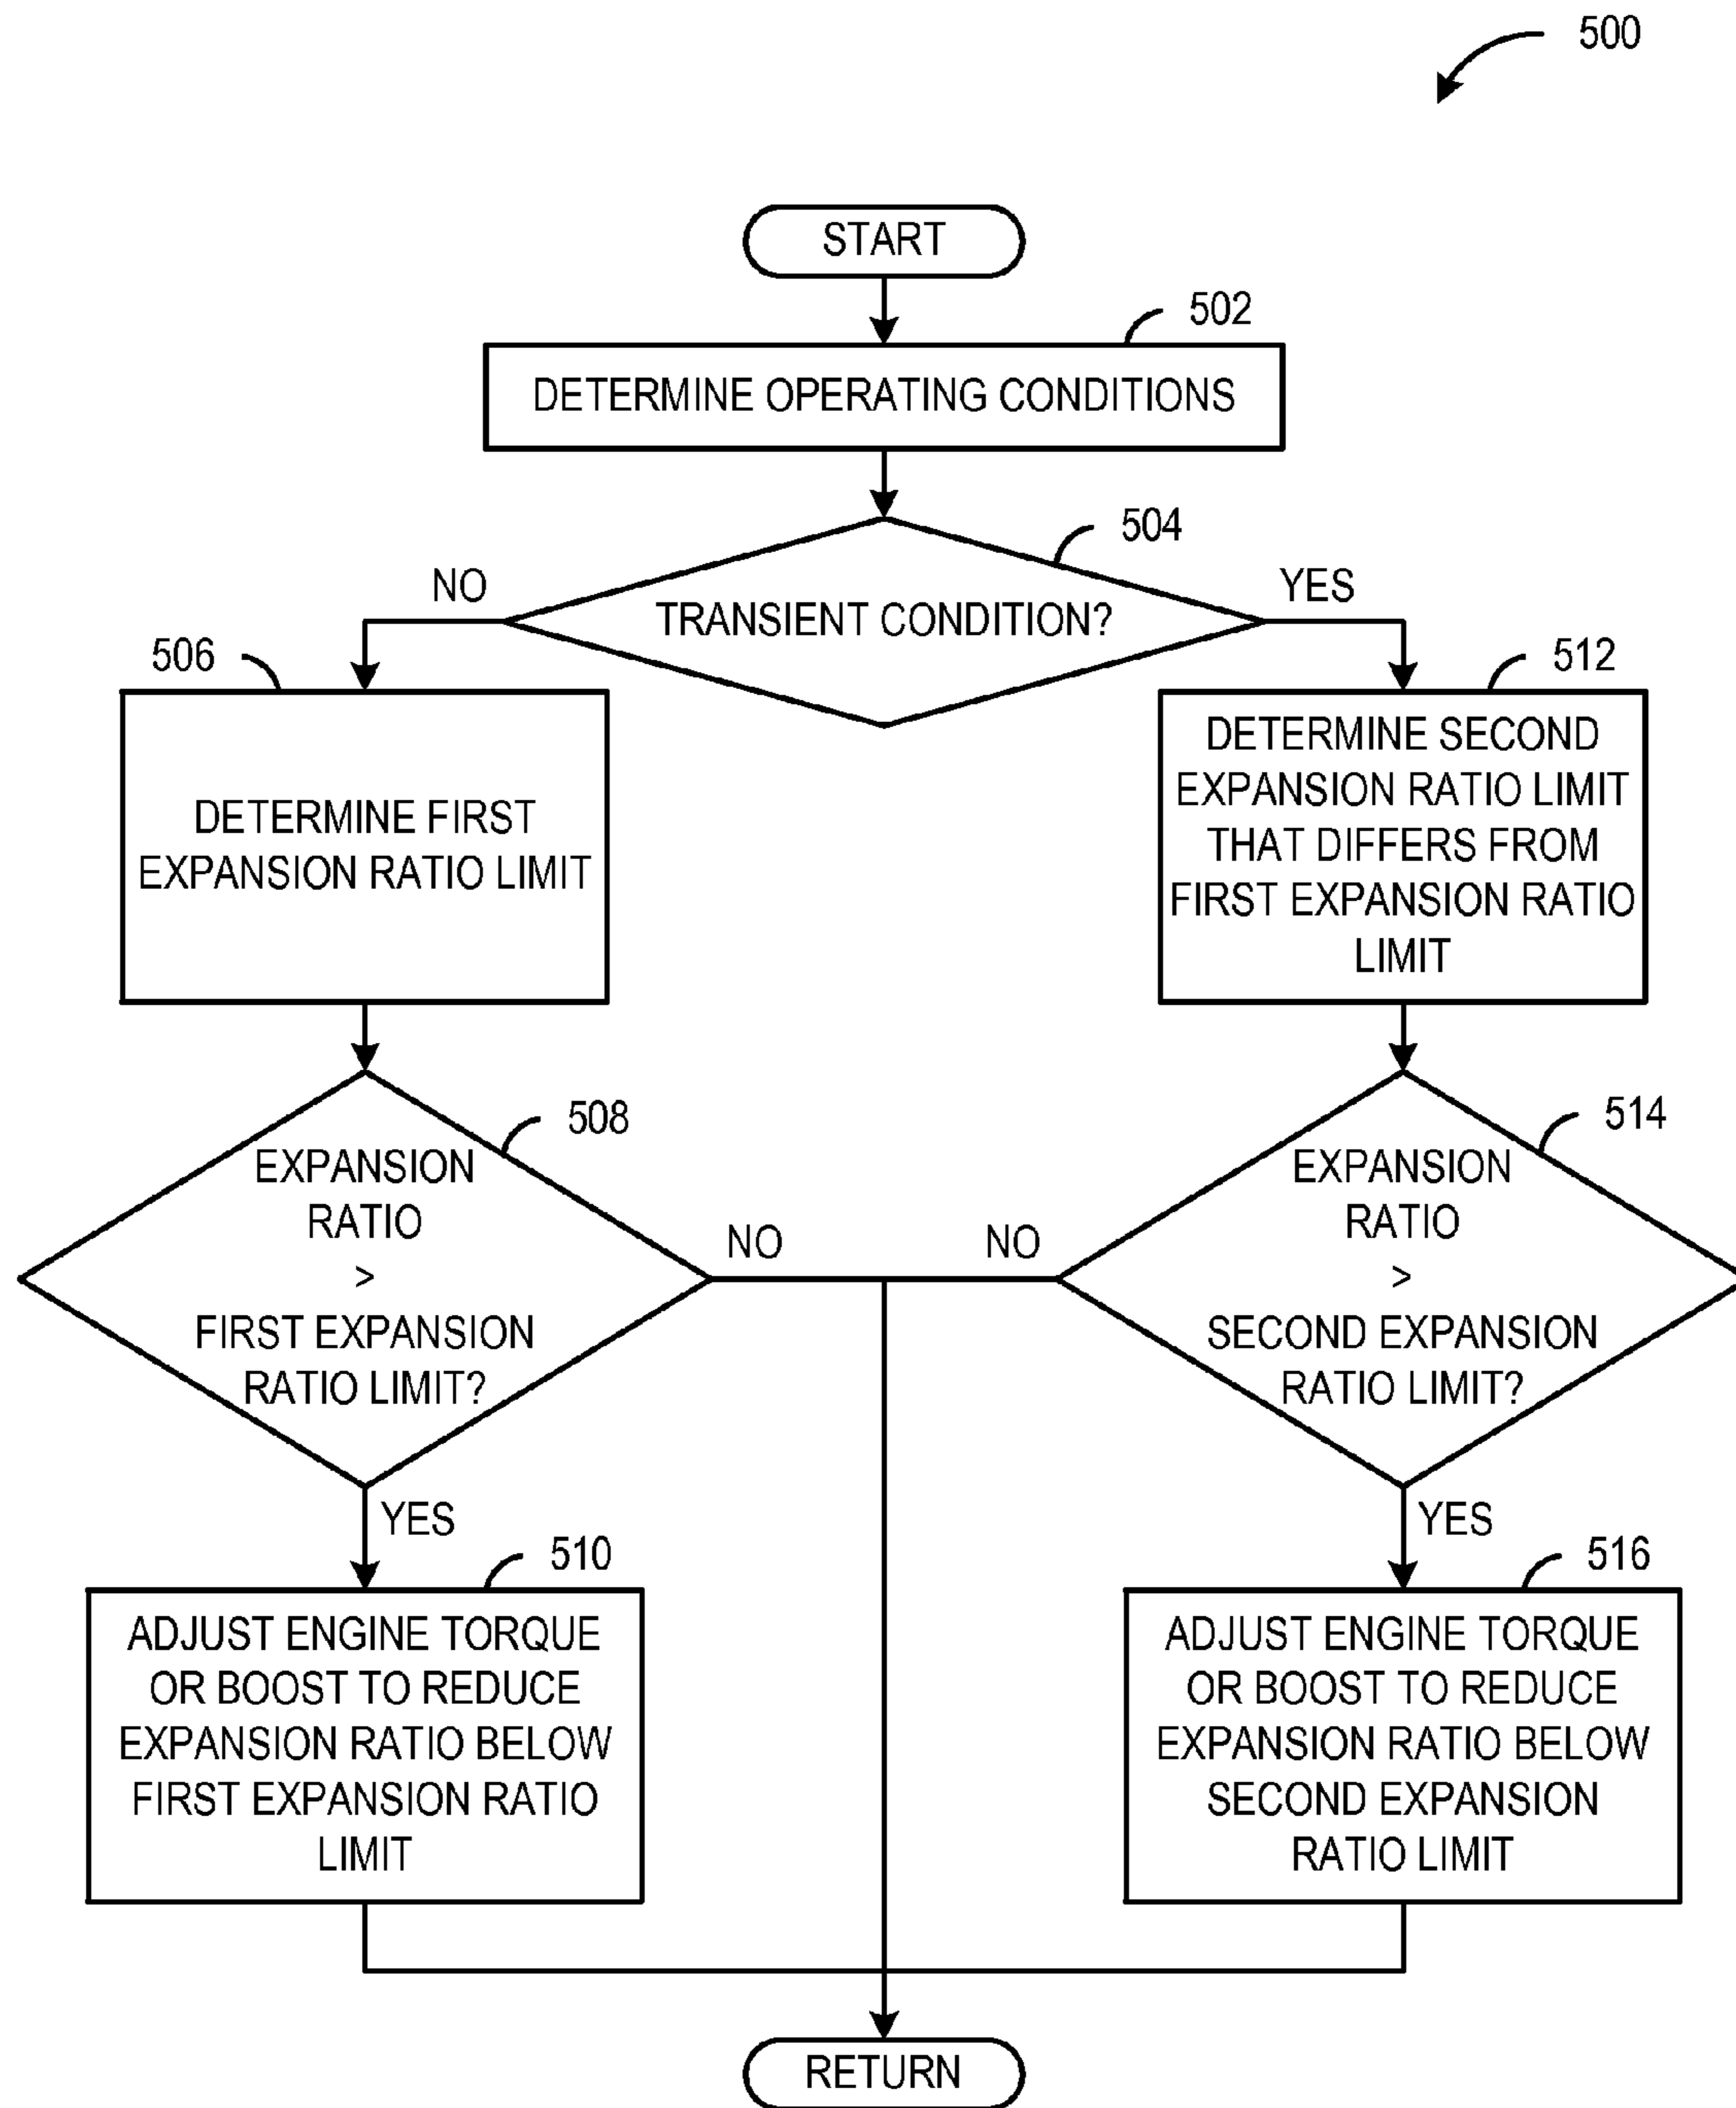 500
START
502
DETERMINE OPERATING CONDITIONS
504
NO
TRANSIENT CONDITION?
YES
506
DETERMINE FIRST
EXPANSION RATIO LIMIT
512
DETERMINE SECOND
EXPANSION RATIO LIMIT
THAT DIFFERS FROM
FIRST EXPANSION RATIO
LIMIT
508
EXPANSION
RATIO
>
FIRST EXPANSION
RATIO LIMIT?
NO
NO
514
EXPANSION
RATIO
>
SECOND EXPANSION
RATIO LIMIT?
YES
510
ADJUST ENGINE TORQUE
OR BOOST TO REDUCE
EXPANSION RATIO BELOW
FIRST EXPANSION RATIO
LIMIT
YES
516
ADJUST ENGINE TORQUE
OR BOOST TO REDUCE
EXPANSION RATIO BELOW
SECOND EXPANSION
RATIO LIMIT
RETURN